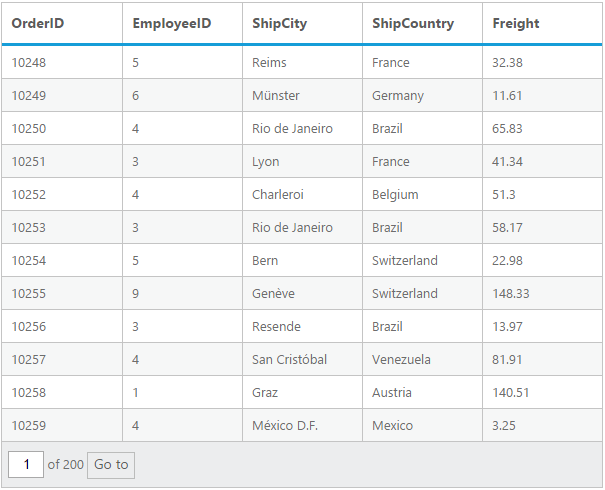 OrderID EmployeeID ShipCity ShipCountry Freight
10248 5 Reims France 32.38
10249 6 Münster Germany 11.61
10250 4 Rio de Janeiro Brazil 65.83
10251 3 Lyon France 41.34
10252 4 Charleroi Belgium 51.3
10253 3 Rio de Janeiro Brazil 58.17
10254 5 Bern Switzerland 22.98
10255 9 Genève Switzerland 148.33
10256 3 Resende Brazil 13.97
10257 4 San Cristóbal Venezuela 81.91
10258 1 Graz Austria 140.51
10259 4 México D.F. Mexico 3.25
1 of 200 Go to